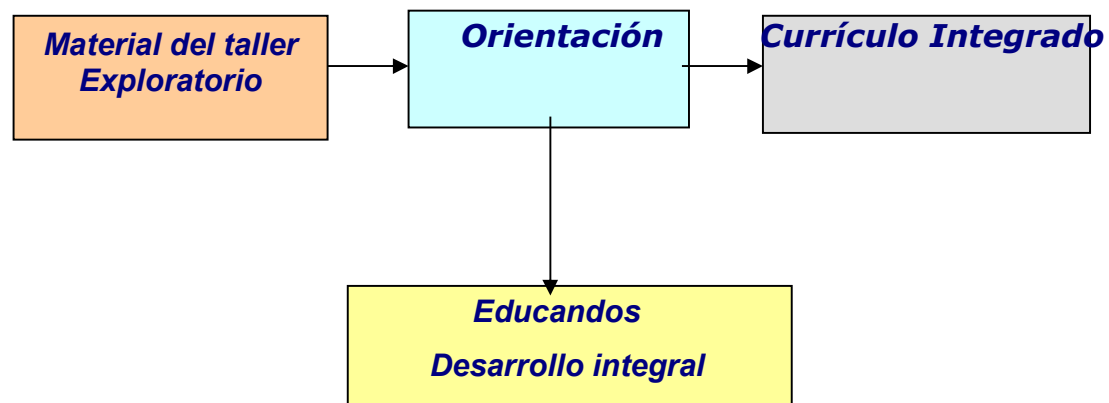 Material del taller
Exploratorio
Orientación
Currículo Integrado
Educandos
Desarrollo integral